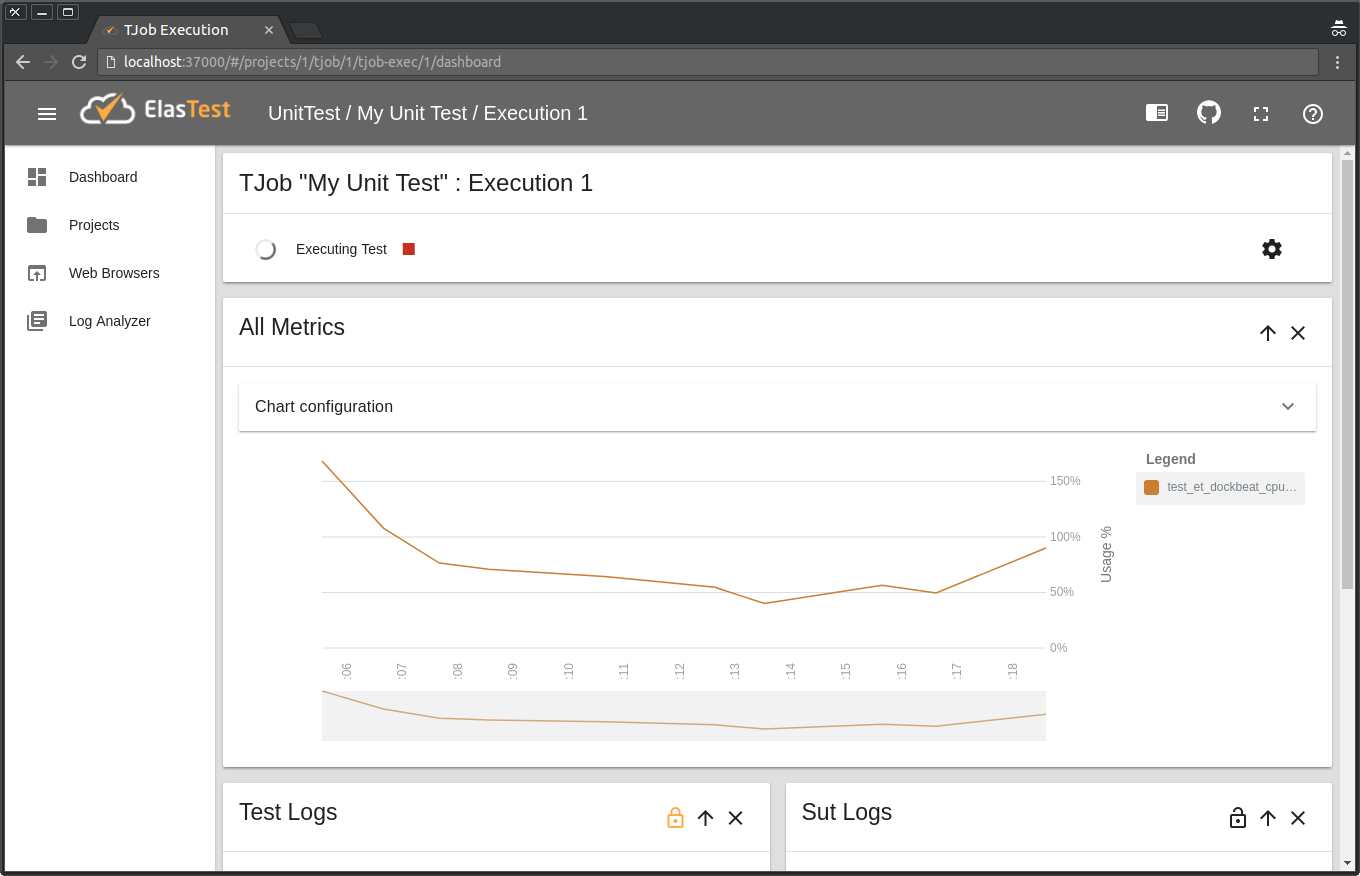 TJob Execution
localhost:37000/#/projects/1/tjob/1/tjob-exec/1/dashboard
ElasTest
UnitTest / My Unit Test / Execution 1
Dashboard
Projects
Web Browsers
Log Analyzer
TJob "My Unit Test" : Execution 1
Executing Test
All Metrics
Chart configuration
Legend
test_et_dockbeat_cpu…
150%
100%
50%
0%
Usage %
:06
:07
:08
:09
:10
:11
:12
:13
:14
:15
:16
:17
:18
Test Logs
Sut Logs